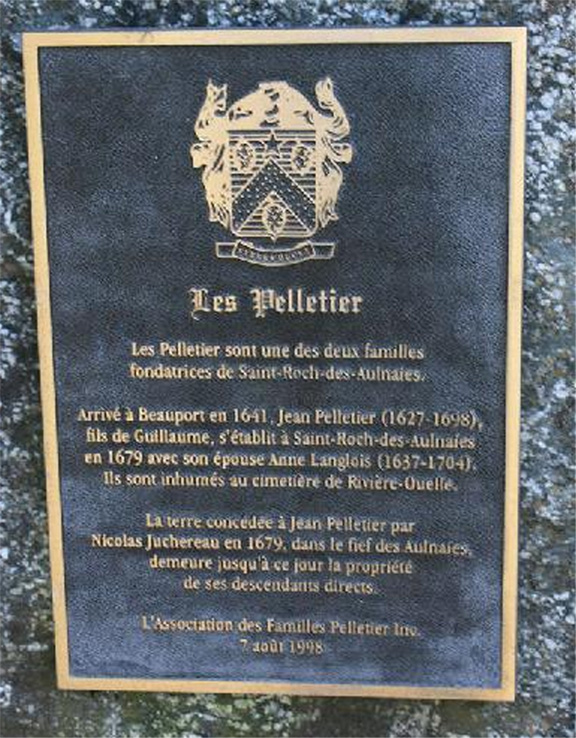 Les Pelletier
Les Pelletier sont une des deux familles
fondatrices de Saint-Roch-des-Aulnaies.
Arrivé à Beauport en 1641, Jean Pelletier (1627-1698),
fils de Guillaume, s'établit à Saint-Roch-des-Aulnaies
en 1679 avec son épouse Anne Langlois (1637-1704).
Ils sont inhumés au cimetière de Rivière-Ouelle.
La terre concédée à Jean Pelletier par
Nicolas Juchereau en 1679, dans le fief des Aulnaies,
demeure jusqu'à ce jour la propriété
de ses descendants directs.
L'Association des Familles Pelletier Inc.
7 août 1998